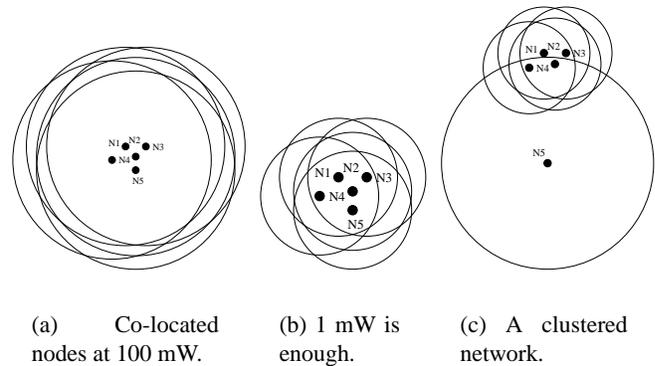 N1 N2 N3
N4
N5
N1 N2 N3
N4
N5
N1 N2 N3
N4
N5
(a) Co-located
nodes at 100 mW.
(b) 1 mW is
enough.
(c) A clustered
network.